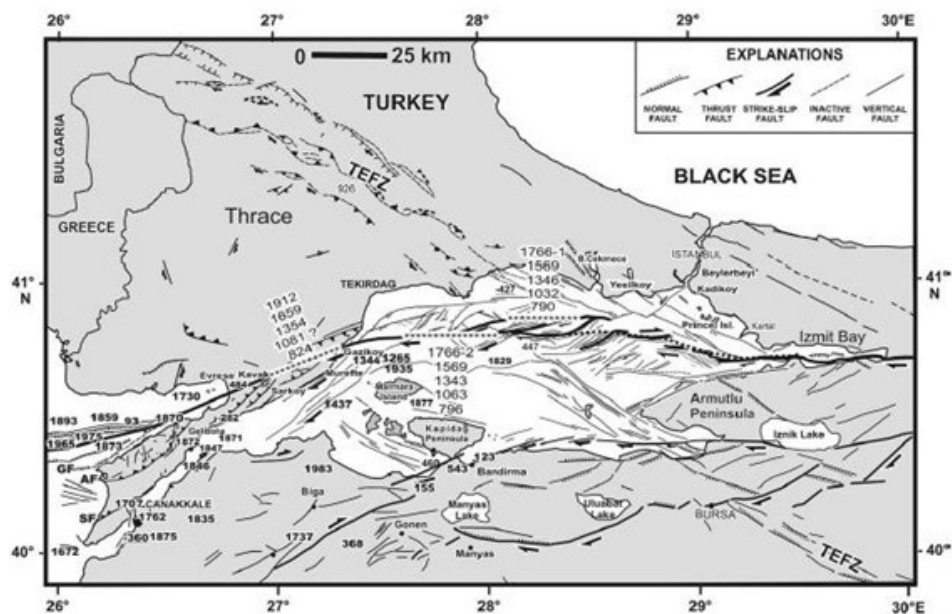 26° 27° 28° 29° 30°E
0 25 km
EXPLANATIONS
NORMAL FAULT
THRUST FAULT
STRIKE-SLIP FAULT
INACTIVE FAULT
VERTICAL FAULT
TURKEY
BULGARIA
GREECE
BLACK SEA
TEFZ
926
Thrace
41°
N
41°
N
ISTANBUL
B.Cekmece
Yesilkoy
Beylerbeyi
Kadikoy
TEKIRDAG
1766-1
1569
1346
1032
790
-427
1912
1859
1354
1081 ?
824
Prince Isl.
Kartal
Izmit Bay
Gazikoy
1344 1265
1935
Murefte
447
1829
1766-2
1569
1343
1063
796
Evrese Kavak
484
1730
Sarkoy
Marmara Island
1877
1437
Armutlu Peninsula
Iznik Lake
Kapidag Peninsula
1893
1859
93
1870
282
1965
1975
1873
Gelibolu
1872
1871
1847
1846
GF
AF
460
543
123
Bandirma
1983
155
Biga
SF
1707
CANAKKALE
1762
1835
-360
1875
1672
1737
368
Gonen
Manyas Lake
Manyas
Uluabat Lake
BURSA
TEFZ
40°
40°
N
26° 27° 28° 29° 30°E